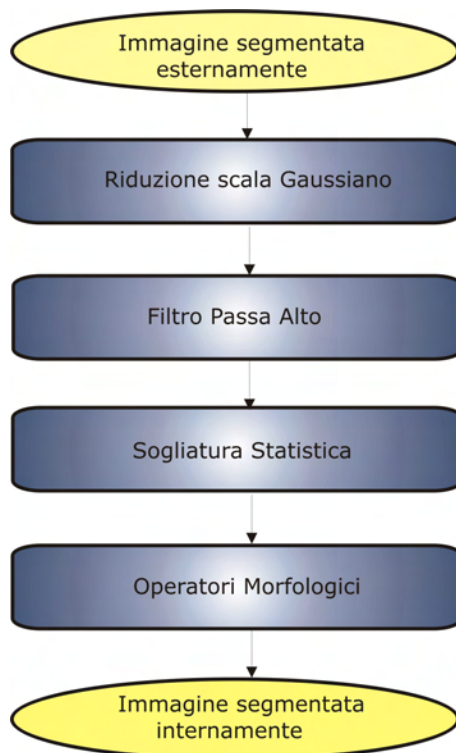 Immagine segmentata
esternamente
Riduzione scala Gaussiano
Filtro Passa Alto
Sogliatura Statistica
Operatori Morfologici
Immagine segmentata
internamente